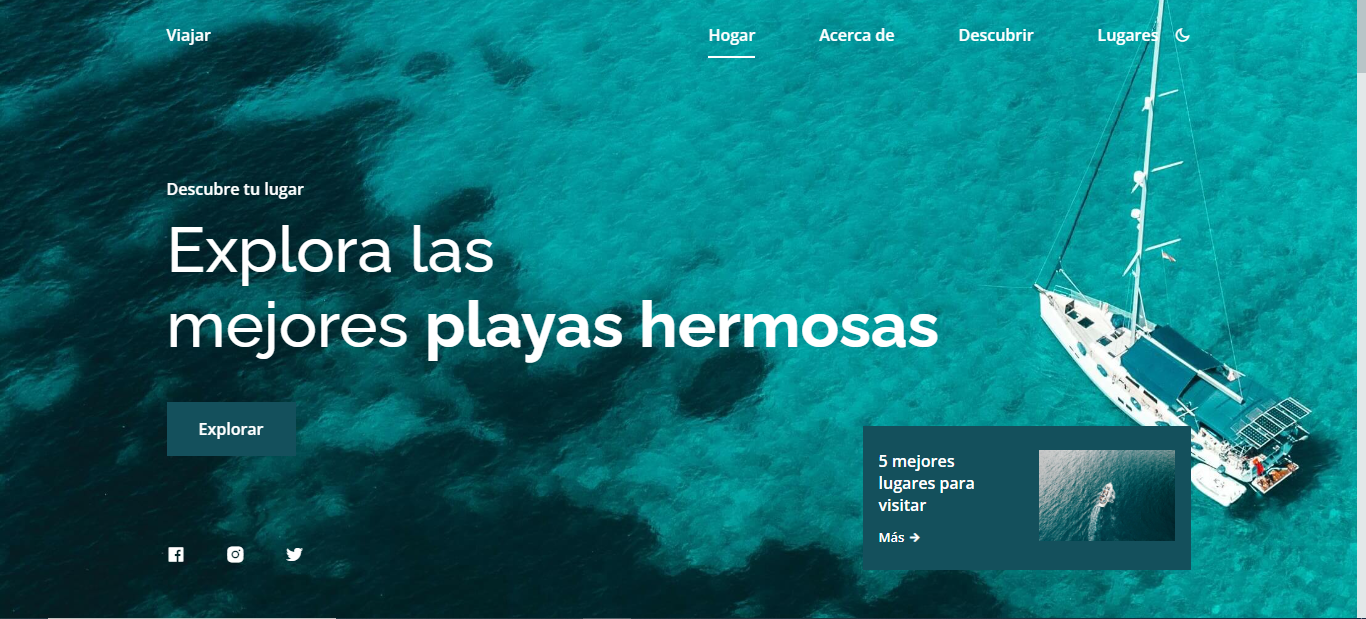 Viajar
Hogar
Acerca de
Descubrir
Lugares
Descubre tu lugar
Explora las
mejores playas hermosas
Explorar
5 mejores
lugares para
visitar
Más →